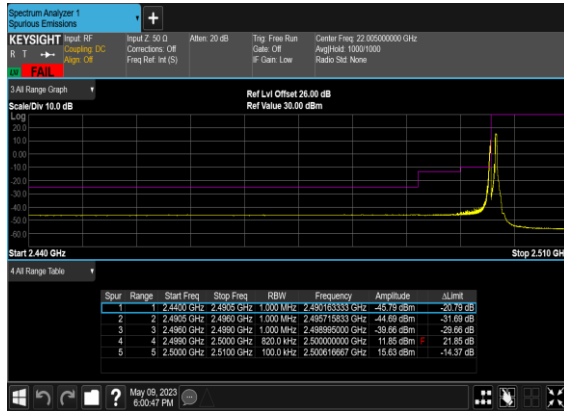 Spectrum Analyzer 1
Spurious Emissions
KEYSIGHT Input: RF Input Z: 50 Ω Atten: 20 dB Trig: Free Run Center Freq: 22.005000000 GHz
R T Coupling: DC Corrections: Off Gate: Off Avg|Hold: 1000/1000
Align: Off Freq Ref: Int (S) IF Gain: Low Radio Std: None
FAIL
3 All Range Graph
Ref Lvl Offset 26.00 dB
Scale/Div 10.0 dB Ref Value 30.00 dBm
Log
20.0
10.0
0.00
-10.0
-20.0
-30.0
-40.0
-50.0
-60.0
Start 2.440 GHz Stop 2.510 GH
4 All Range Table
Spur Range Start Freq Stop Freq RBW Frequency Amplitude ΔLimit
1 1 2.4400 GHz 2.4905 GHz 1.000 MHz 2.490163333 GHz -45.79 dBm -20.79 dB
2 2 2.4905 GHz 2.4960 GHz 1.000 MHz 2.495715833 GHz -44.69 dBm -31.69 dB
3 3 2.4960 GHz 2.4990 GHz 1.000 MHz 2.498995000 GHz -39.66 dBm -29.66 dB
4 4 2.4990 GHz 2.5000 GHz 820.0 kHz 2.500000000 GHz 11.85 dBm F 21.85 dB
5 5 2.5000 GHz 2.5100 GHz 100.0 kHz 2.500616667 GHz 15.63 dBm -14.37 dB
May 09, 2023
6:00:47 PM